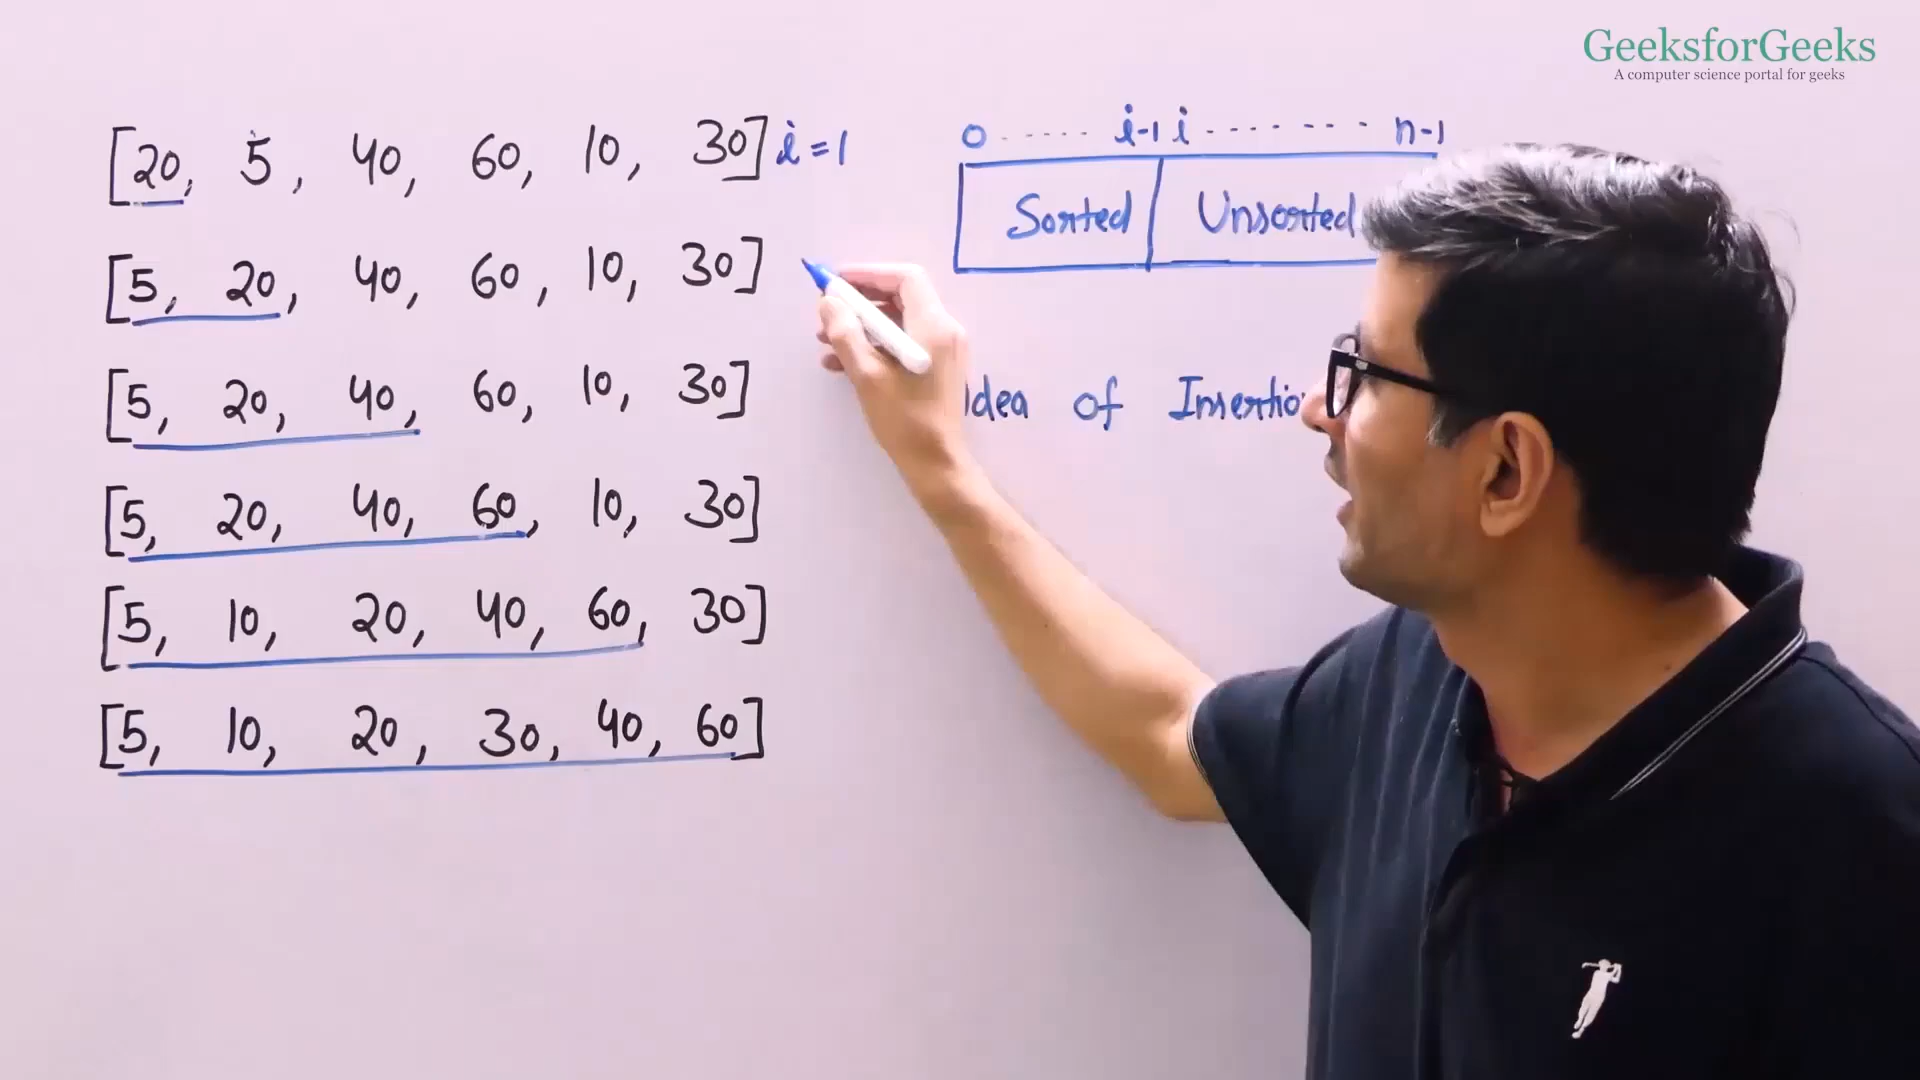 GeeksforGeeks
A computer science portal for geeks
[20, 5, 40, 60, 10, 30] i=1
[5, 20, 40, 60, 10, 30]
[5, 20, 40, 60, 10, 30]
[5, 20, 40, 60, 10, 30]
[5, 10, 20, 40, 60, 30]
[5, 10, 20, 30, 40, 60]
0 ..... i-1 i ........ n-1
Sorted Unsorted
Idea of